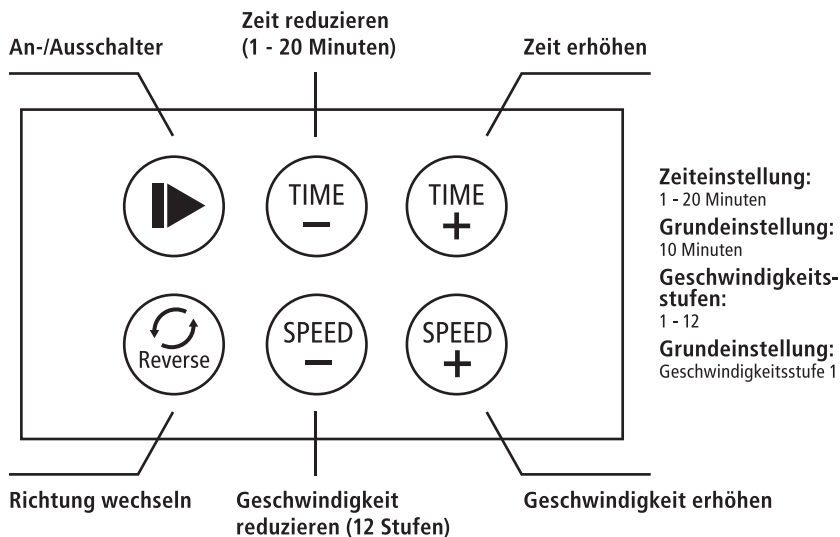 Zeit reduzieren
(1 - 20 Minuten)
An-/Ausschalter
Zeit erhöhen
TIME
–
TIME
+
Reverse
SPEED
–
SPEED
+
Zeiteinstellung:
1 - 20 Minuten
Grundeinstellung:
10 Minuten
Geschwindigkeits-
stufen:
1 - 12
Grundeinstellung:
Geschwindigkeitsstufe 1
Richtung wechseln
Geschwindigkeit
reduzieren (12 Stufen)
Geschwindigkeit erhöhen